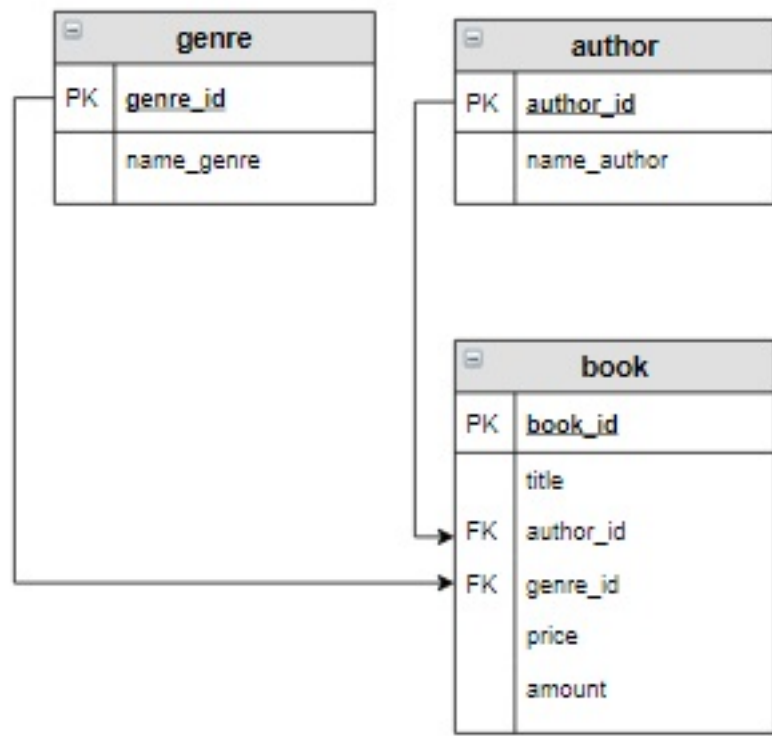 genre
PK genre_id
name_genre
author
PK author_id
name_author
book
PK book_id
title
FK author_id
FK genre_id
price
amount